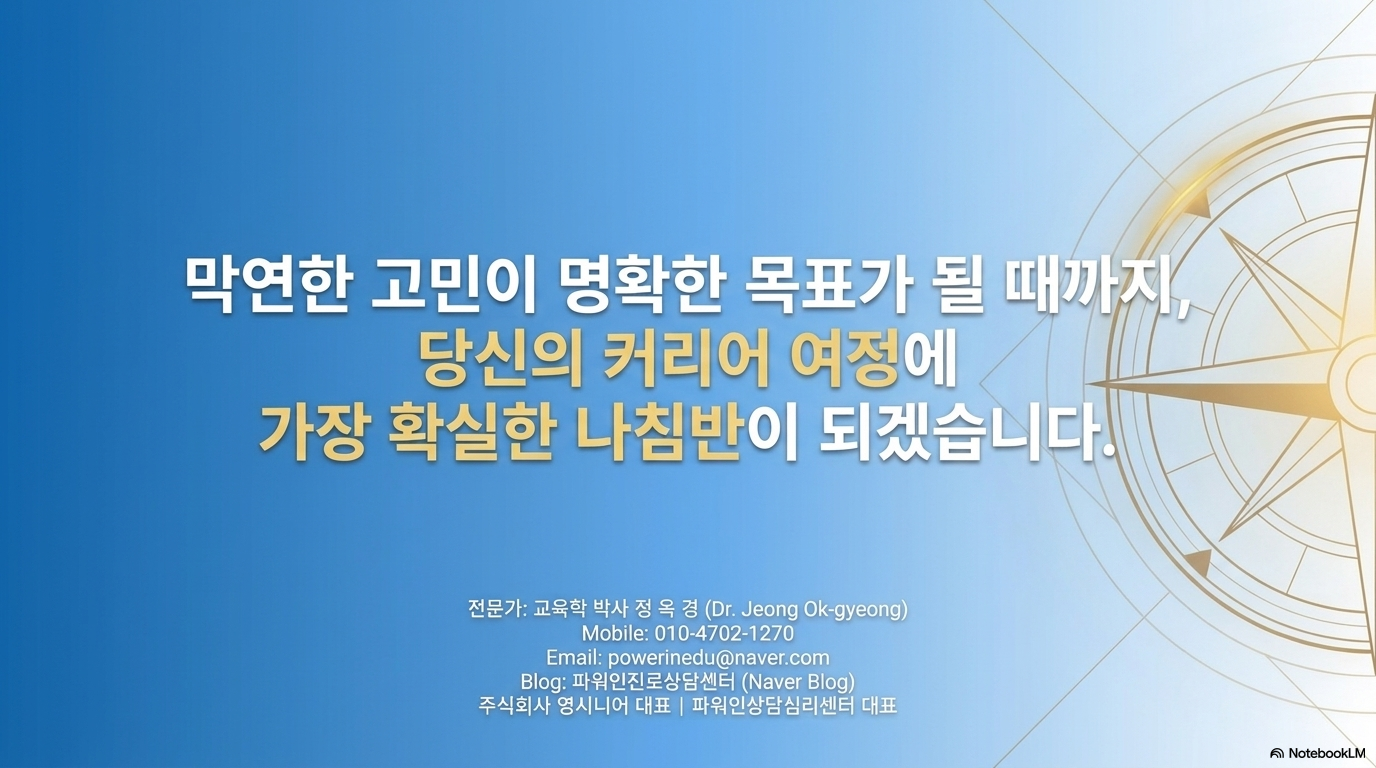 막연한 고민이 명확한 목표가 될 때까지,
당신의 커리어 여정에
가장 확실한 나침반이 되겠습니다.
전문가: 교육학 박사 정 옥 경 (Dr. Jeong Ok-gyeong)
Mobile: 010-4702-1270
Email: powerinedu@naver.com
Blog: 파워인진로상담센터 (Naver Blog)
주식회사 영시니어 대표 | 파워인상담심리센터 대표
NotebookLM